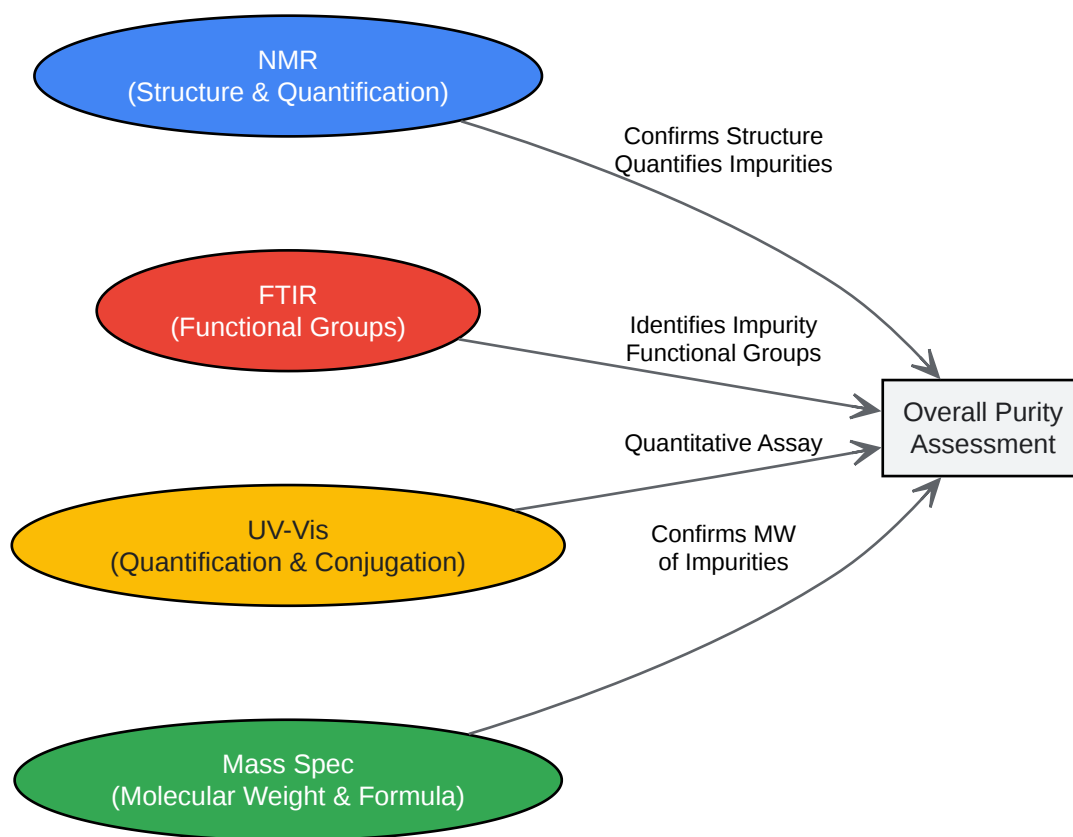 NMR
(Structure & Quantification)
Confirms Structure
Quantifies Impurities
FTIR
(Functional Groups)
Identifies Impurity
Functional Groups
Overall Purity
Assessment
Quantitative Assay
UV-Vis
(Quantification & Conjugation)
Confirms MW
of Impurities
Mass Spec
(Molecular Weight & Formula)